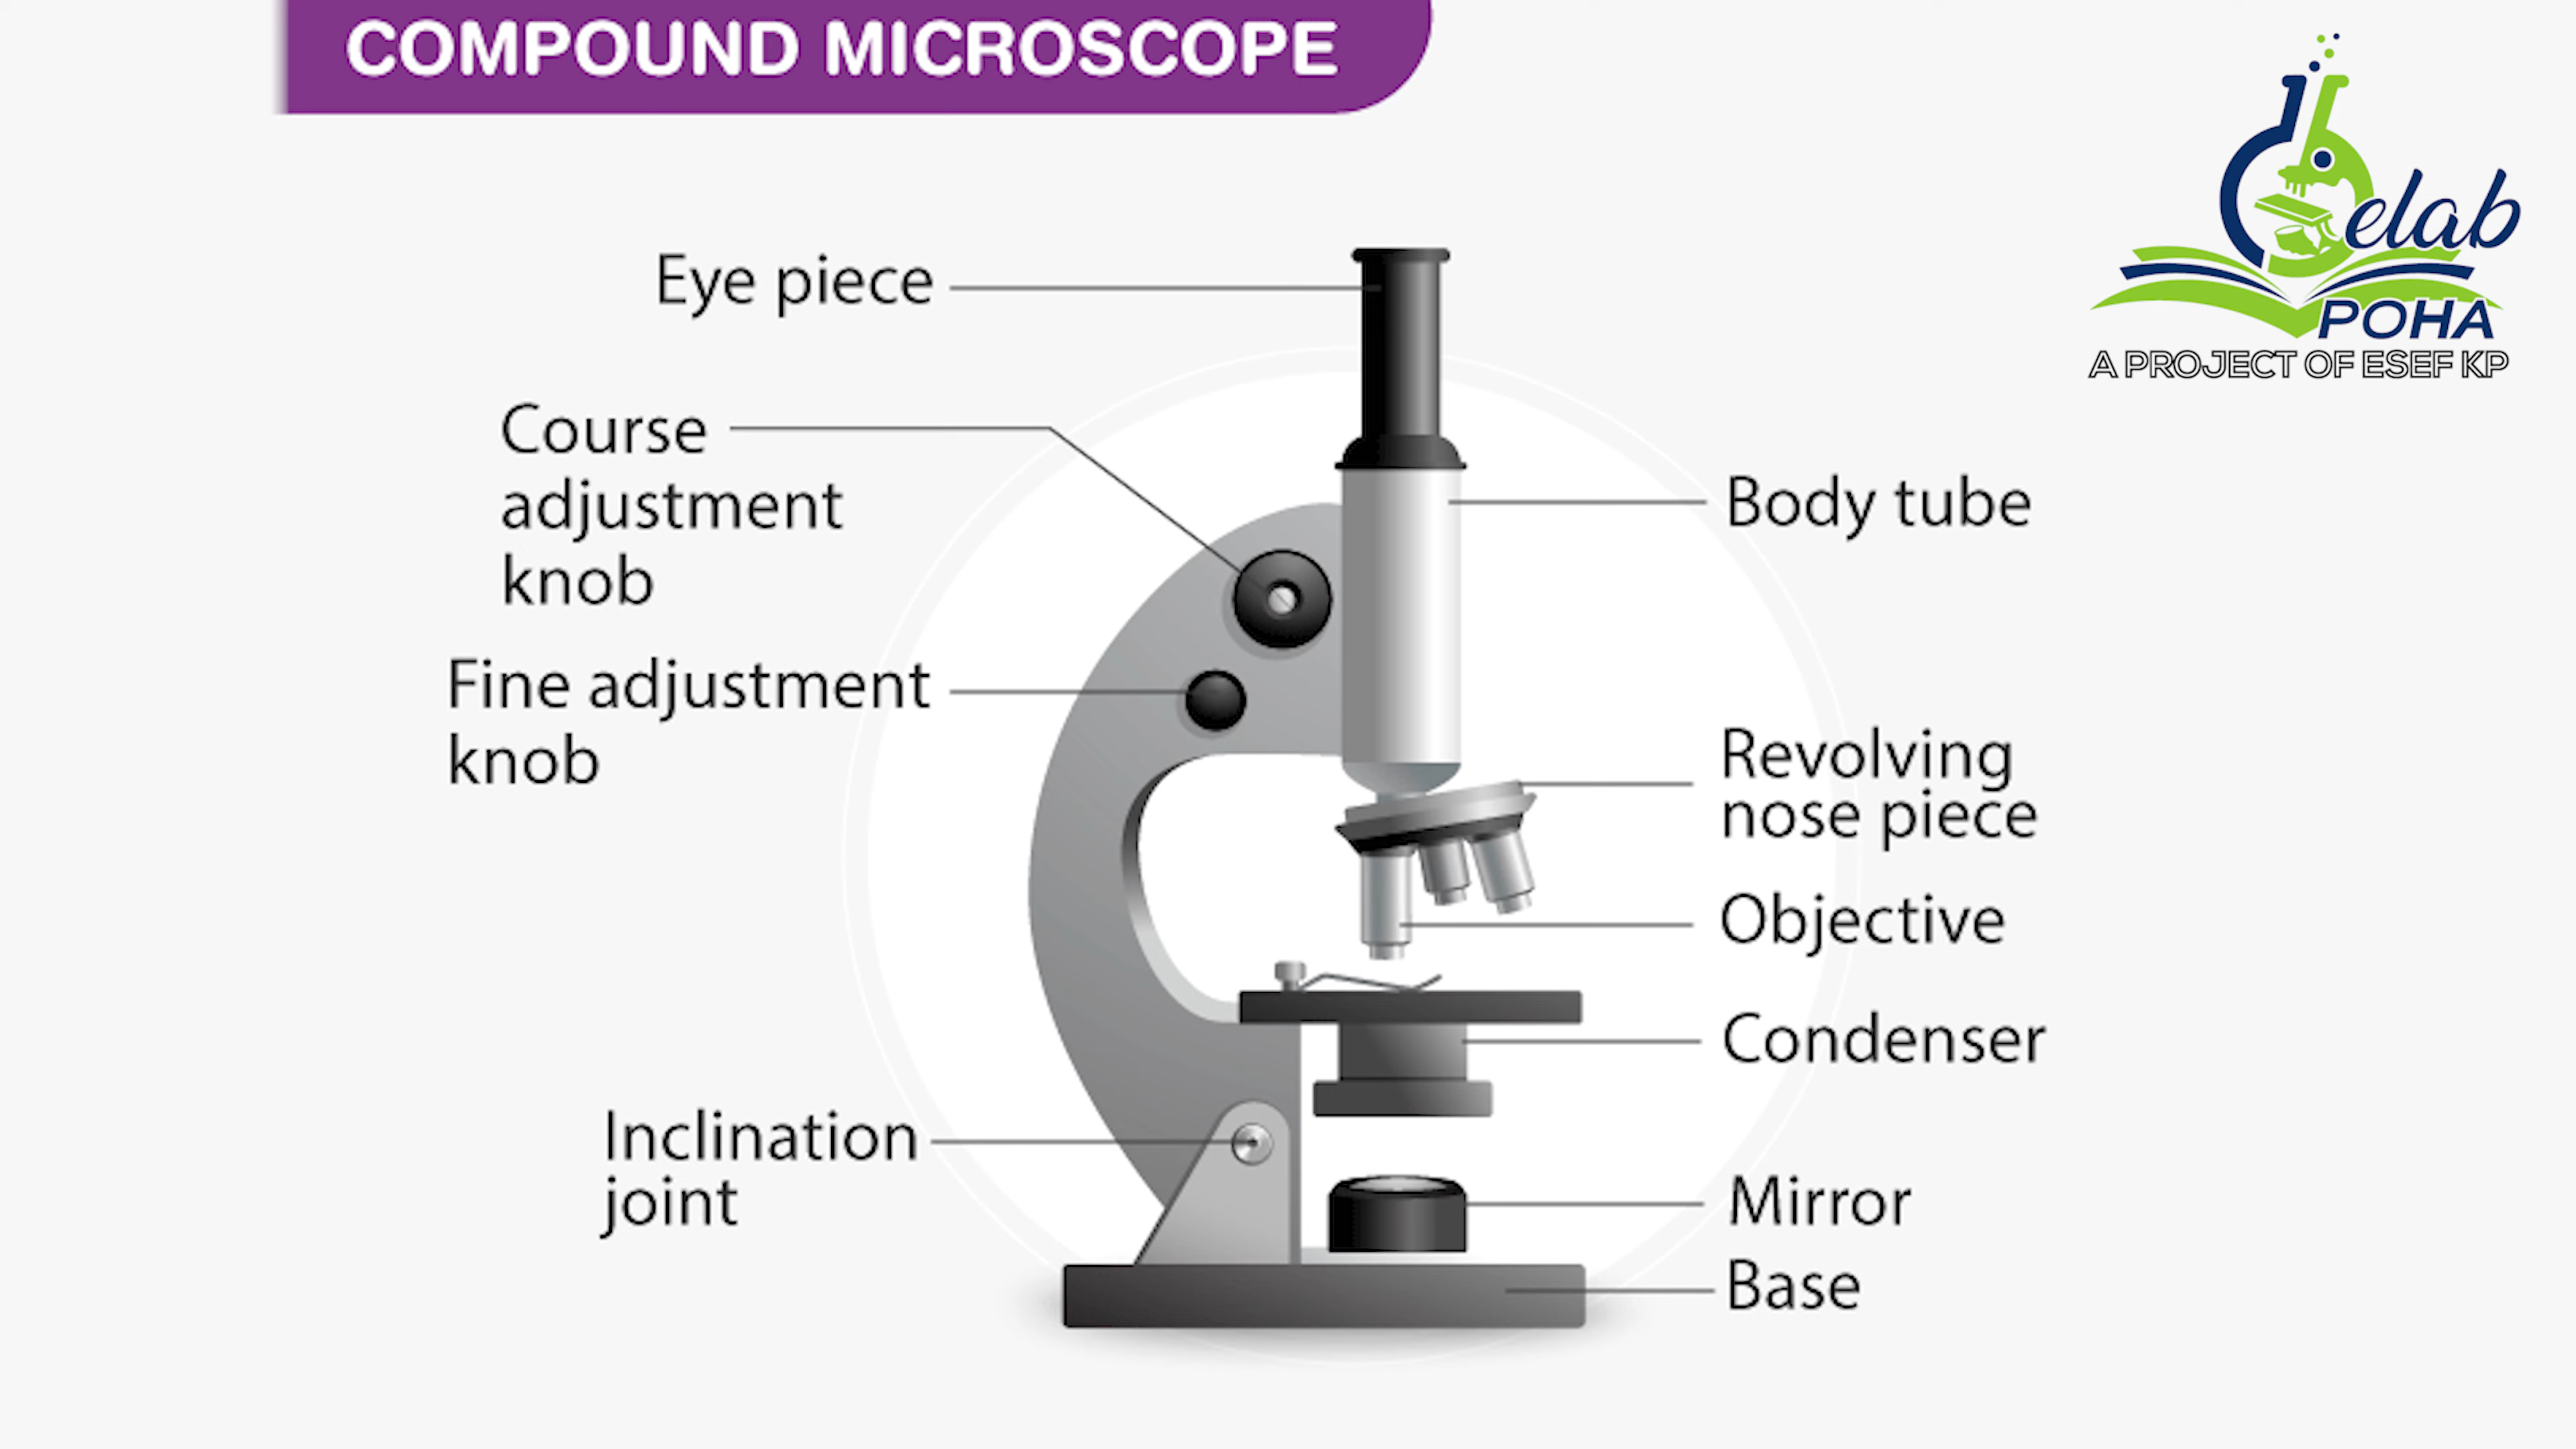 COMPOUND MICROSCOPE
elab
POHA
A PROJECT OF ESEF KP
Eye piece
Course
adjustment
knob
Fine adjustment
knob
Inclination
joint
Body tube
Revolving
nose piece
Objective
Condenser
Mirror
Base